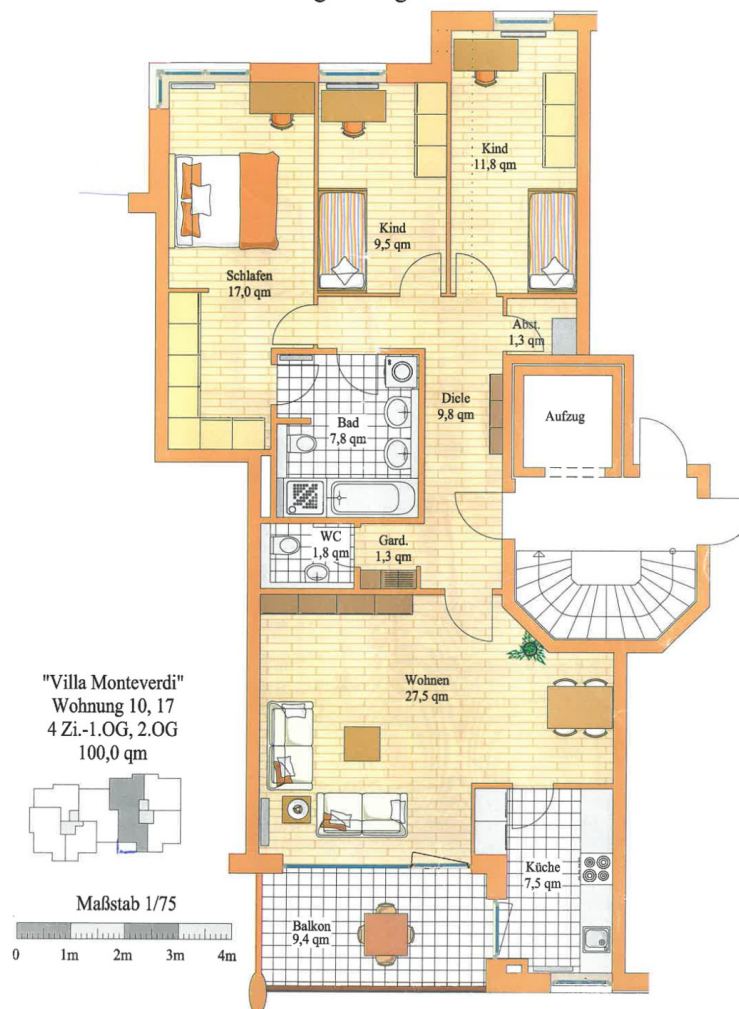 Kind
11,8 qm
Kind
9,5 qm
Schlafen
17,0 qm
Abst.
1,3 qm
Diele
9,8 qm
Aufzug
Bad
7,8 qm
WC
1,8 qm
Gard.
1,3 qm
Wohnen
27,5 qm
"Villa Monteverdi"
Wohnung 10, 17
4 Zi.-1.OG, 2.OG
100,0 qm
Küche
7,5 qm
Balkon
9,4 qm
Maßstab 1/75
0 1m 2m 3m 4m